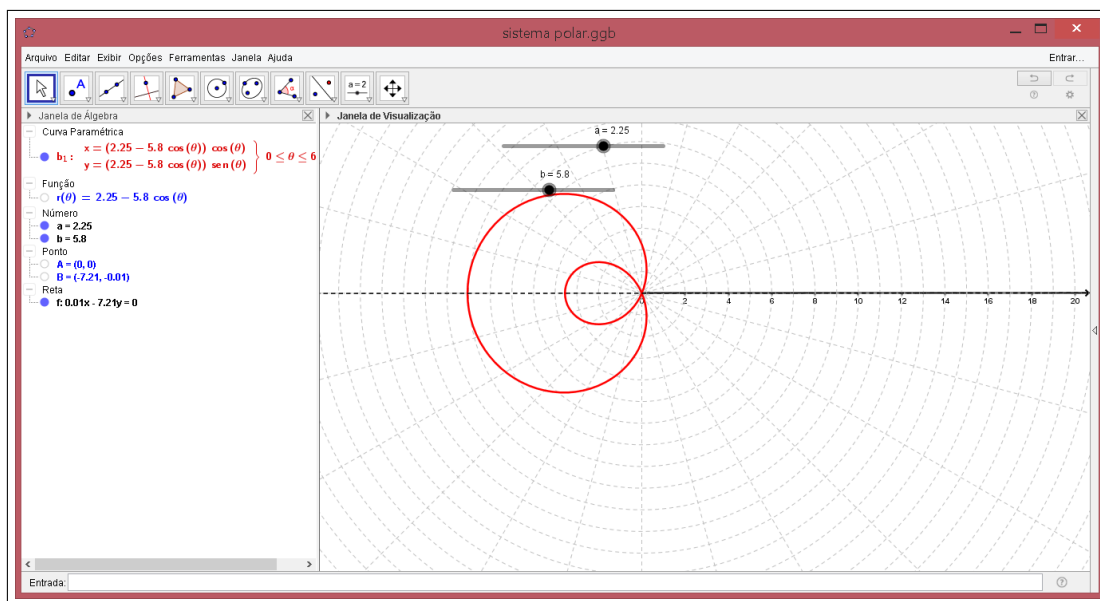 sistema polar.ggb
Arquivo Editar Exibir Opções Ferramentas Janela Ajuda
Entrar...
A
α
a=2
Janela de Álgebra
Curva Paramétrica
b₁: x = (2.25 − 5.8 cos(θ)) cos(θ)
y = (2.25 − 5.8 cos(θ)) sen(θ)
} 0 ≤ θ ≤ 6
Função
r(θ) = 2.25 − 5.8 cos(θ)
Número
a = 2.25
b = 5.8
Ponto
A = (0, 0)
B = (-7.21, -0.01)
Reta
f: 0.01x - 7.21y = 0
Janela de Visualização
a = 2.25
b = 5.8
0 2 4 6 8 10 12 14 16 18 20
Entrada: